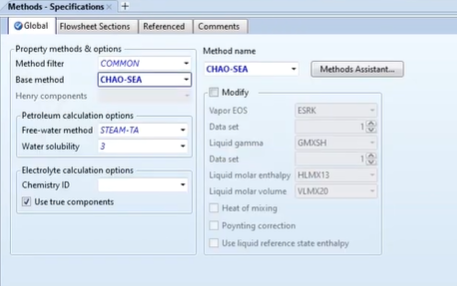 Methods - Specifications × +
Global Flowsheet Sections Referenced Comments
Property methods & options
Method filter COMMON
Base method CHAO-SEA
Henry components
Petroleum calculation options
Free-water method STEAM-TA
Water solubility 3
Electrolyte calculation options
Chemistry ID
Use true components
Method name
CHAO-SEA Methods Assistant...
Modify
Vapor EOS ESRK
Data set 1
Liquid gamma GMXSH
Data set 1
Liquid molar enthalpy HLMX13
Liquid molar volume VLMX20
Heat of mixing
Poynting correction
Use liquid reference state enthalpy